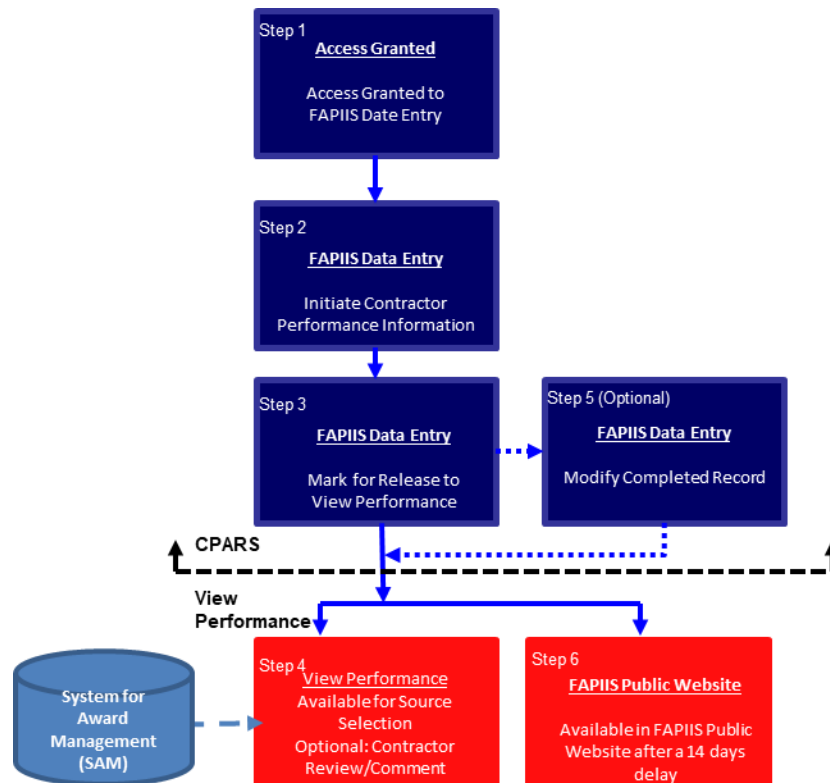 Step 1
Access Granted
Access Granted to
FAPIIS Date Entry
Step 2
FAPIIS Data Entry
Initiate Contractor
Performance Information
Step 3
FAPIIS Data Entry
Mark for Release to
View Performance
Step 5 (Optional)
FAPIIS Data Entry
Modify Completed Record
CPARS
View
Performance
System for
Award
Management
(SAM)
Step 4
View Performance
Available for Source
Selection
Optional: Contractor
Review/Comment
Step 6
FAPIIS Public Website
Available in FAPIIS Public
Website after a 14 days
delay